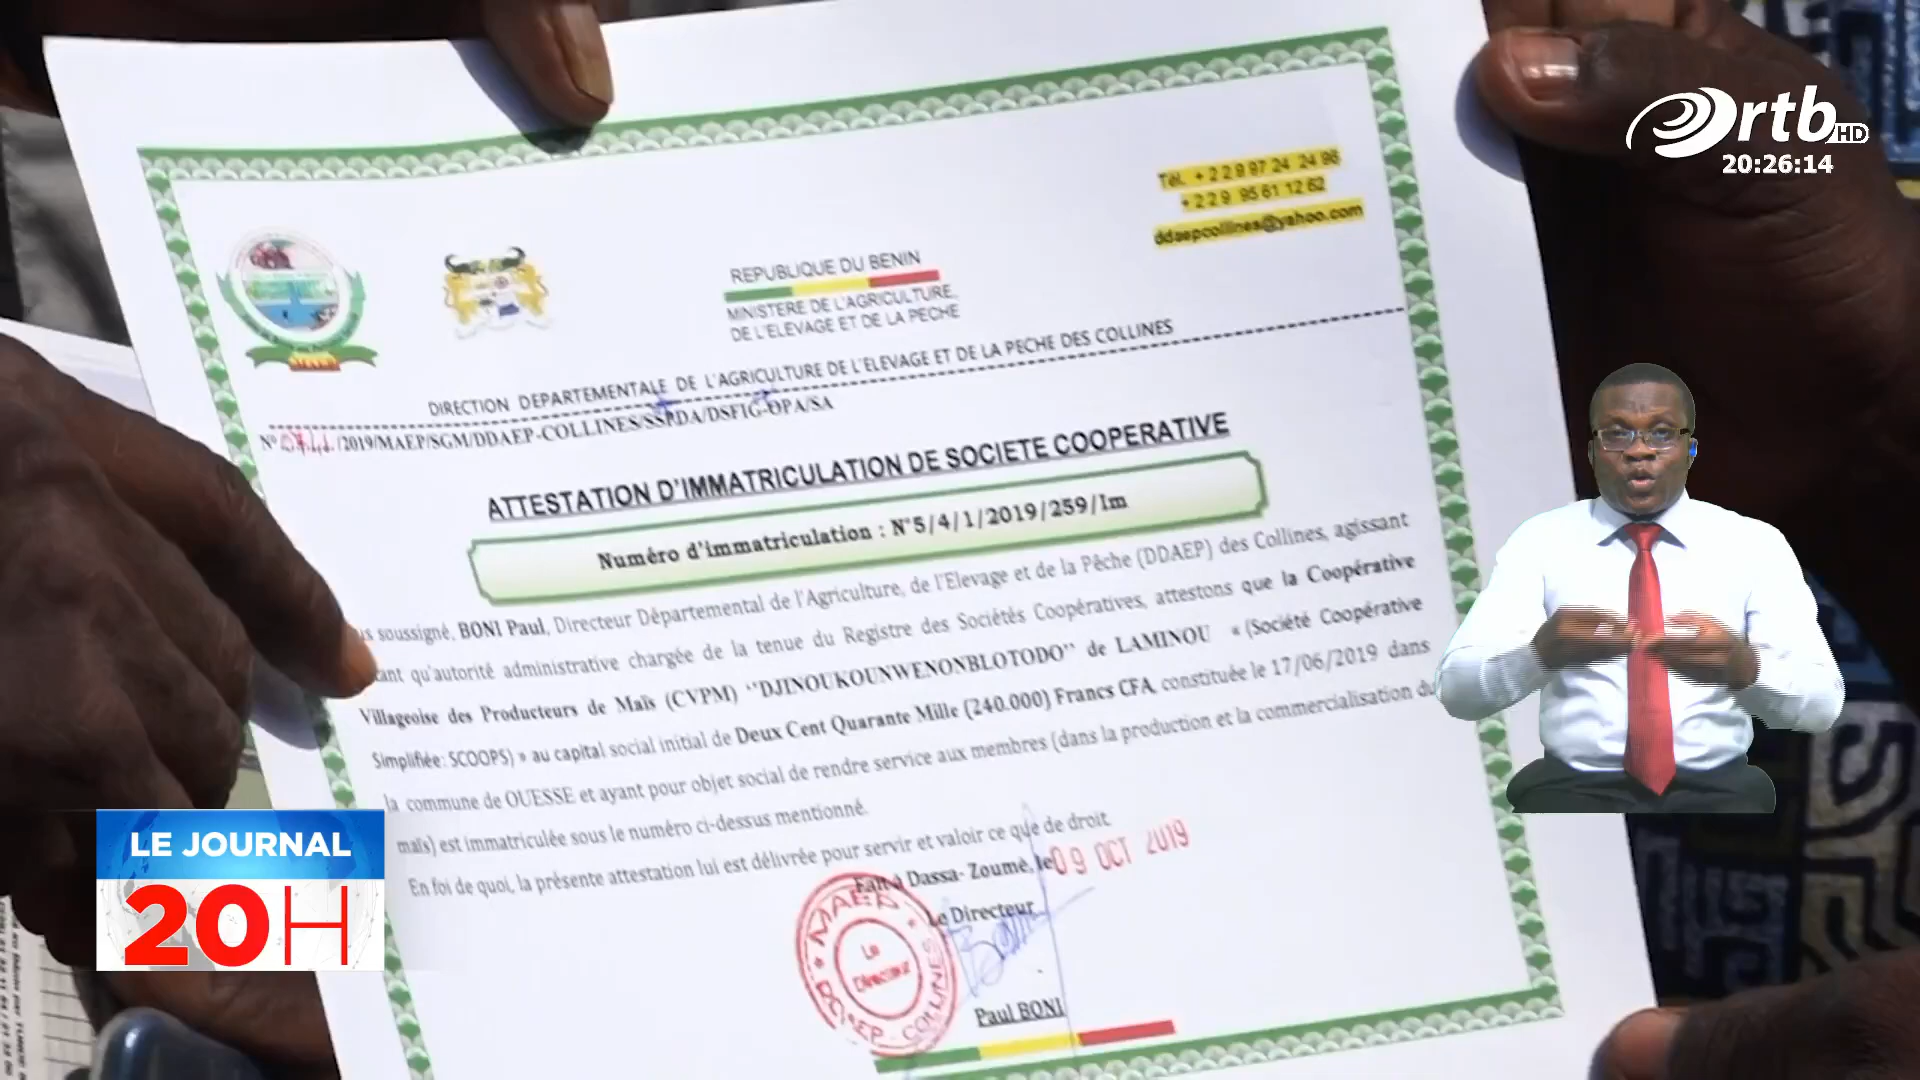 ortb HD
20:26:14
Tél. +229 97 24 24 96
+229 95 61 12 62
ddaepcollines@yahoo.com
REPUBLIQUE DU BENIN
MINISTERE DE L'AGRICULTURE,
DE L'ELEVAGE ET DE LA PECHE
MAEP
DIRECTION DEPARTEMENTALE DE L'AGRICULTURE DE L'ELEVAGE ET DE LA PECHE DES COLLINES
/2019/MAEP/SGM/DDAEP-COLLINES/SSPDA/DSFIG-OPA/SA
ATTESTATION D'IMMATRICULATION DE SOCIETE COOPERATIVE
Numéro d'immatriculation : N°5/4/1/2019/259/Im
soussigné, BONI Paul, Directeur Départemental de l'Agriculture, de l'Elevage et de la Pêche (DDAEP) des Collines, agissant
tant qu'autorité administrative chargée de la tenue du Registre des Sociétés Coopératives, attestons que la Coopérative
Villageoise des Producteurs de Maïs (CVPM) ''DJINOUKOUNWENONBLOTODO'' de LAMINOU « (Société Coopérative
Simplifiée: SCOOPS) » au capital social initial de Deux Cent Quarante Mille (240.000) Francs CFA, constituée le 17/06/2019 dans
la commune de OUESSE et ayant pour objet social de rendre service aux membres (dans la production et la commercialisation du
maïs) est immatriculée sous le numéro ci-dessus mentionné.
En foi de quoi, la présente attestation lui est délivrée pour servir et valoir ce que de droit.
Fait à Dassa- Zoumè, le 09 OCT 2019
Le Directeur
MAEP
Le Directeur
COLLINES
Paul BONI
LE JOURNAL
20H